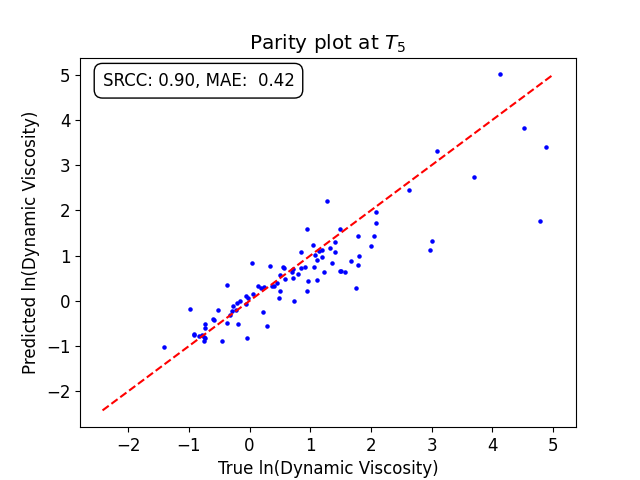 Parity plot at T₅
SRCC: 0.90, MAE:  0.42
Predicted ln(Dynamic Viscosity)
5
4
3
2
1
0
−1
−2
−2 −1 0 1 2 3 4 5
True ln(Dynamic Viscosity)